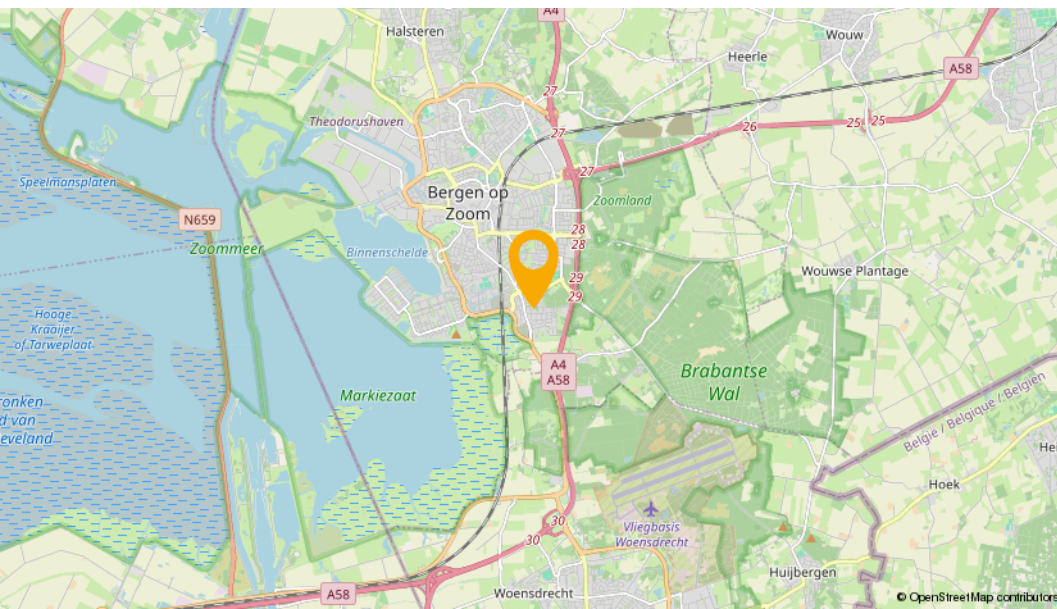 A4
Halsteren
Wouw
Heerle
A58
27
Theodorushaven
27
26
25
25
27
Speelmansplaten
Bergen op
Zoom
Zoomland
N659
28
Zoommeer
28
Binnenschelde
Wouwse Plantage
29
29
Hooge
Kraaijer
of Tarweplaat
A4
A58
Brabantse
Wal
Markiezaat
België / Belgique / Belgien
Hoek
30
Vliegbasis
Woensdrecht
30
Huijbergen
A58
Woensdrecht
© OpenStreetMap contributors